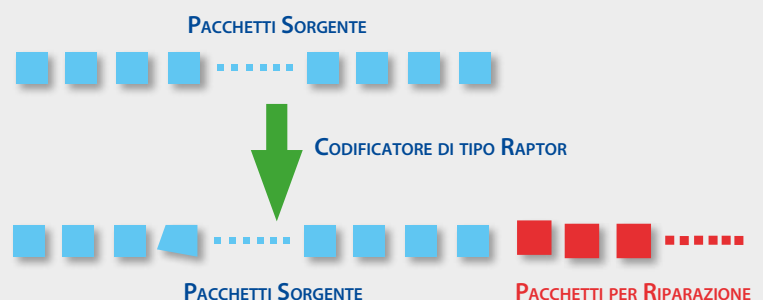 Pacchetti Sorgente
Codificatore di tipo Raptor
Pacchetti Sorgente
Pacchetti per Riparazione